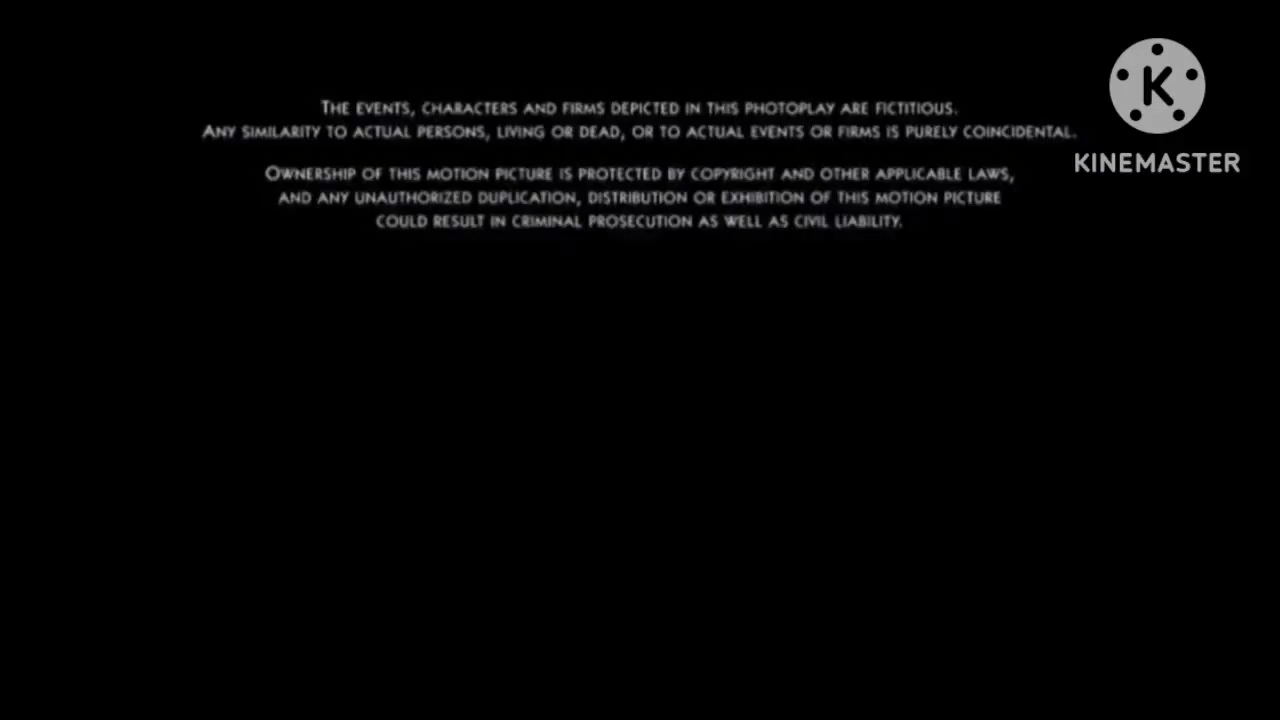 THE EVENTS, CHARACTERS AND FIRMS DEPICTED IN THIS PHOTOPLAY ARE FICTITIOUS.
ANY SIMILARITY TO ACTUAL PERSONS, LIVING OR DEAD, OR TO ACTUAL EVENTS OR FIRMS IS PURELY COINCIDENTAL.
OWNERSHIP OF THIS MOTION PICTURE IS PROTECTED BY COPYRIGHT AND OTHER APPLICABLE LAWS,
AND ANY UNAUTHORIZED DUPLICATION, DISTRIBUTION OR EXHIBITION OF THIS MOTION PICTURE
COULD RESULT IN CRIMINAL PROSECUTION AS WELL AS CIVIL LIABILITY.
K
KINEMASTER